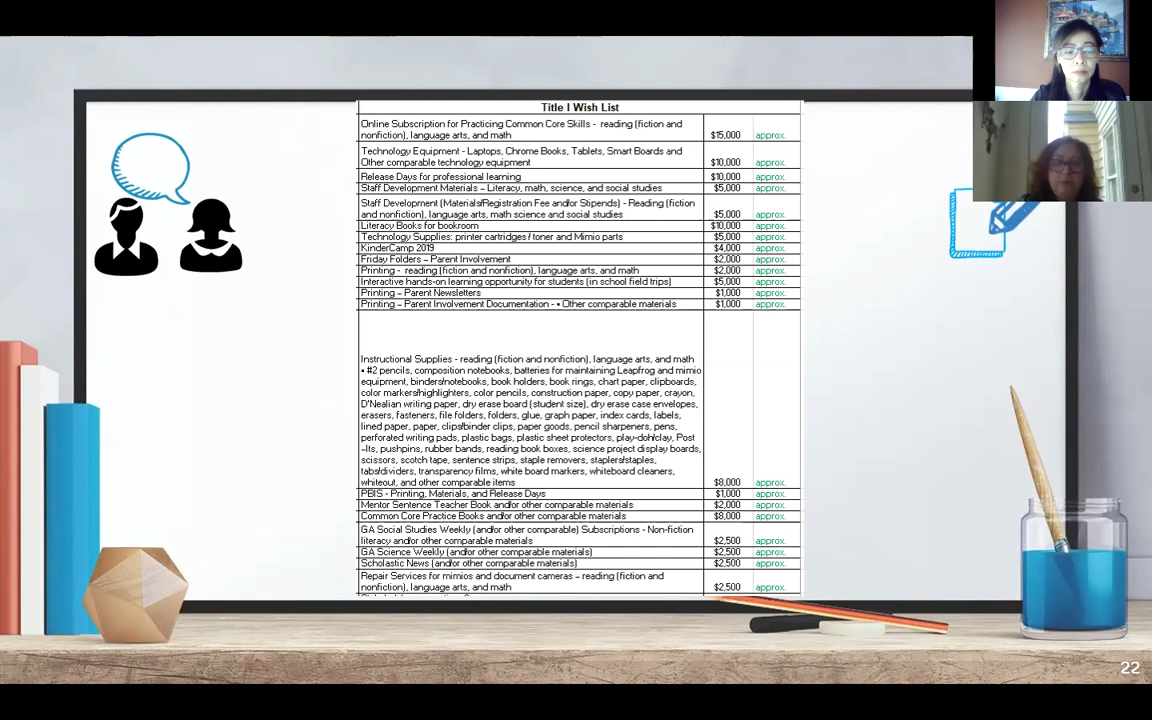 Title I Wish List
Online Subscription for Practicing Common Core Skills - reading (fiction and
nonfiction), language arts, and math $15,000 approx.
Technology Equipment - Laptops, Chrome Books, Tablets, Smart Boards and
Other comparable technology equipment $10,000 approx.
Release Days for professional learning $10,000 approx.
Staff Development Materials – Literacy, math, science, and social studies $5,000 approx.
Staff Development (Materials/Registration Fee and/or Stipends) - Reading (fiction
and nonfiction), language arts, math science and social studies $5,000 approx.
Literacy Books for bookroom $10,000 approx.
Technology Supplies: printer cartridges / toner and Mimio parts $5,000 approx.
KinderCamp 2019 $4,000 approx.
Friday Folders – Parent Involvement $2,000 approx.
Printing - reading (fiction and nonfiction), language arts, and math $2,000 approx.
Interactive hands-on learning opportunity for students (in school field trips) $5,000 approx.
Printing – Parent Newsletters $1,000 approx.
Printing – Parent Involvement Documentation - • Other comparable materials $1,000 approx.
Instructional Supplies - reading (fiction and nonfiction), language arts, and math
• #2 pencils, composition notebooks, batteries for maintaining Leapfrog and mimio
equipment, binders/notebooks, book holders, book rings, chart paper, clipboards,
color markers/highlighters, color pencils, construction paper, copy paper, crayon,
D'Nealian writing paper, dry erase board (student size), dry erase case envelopes,
erasers, fasteners, file folders, folders, glue, graph paper, index cards, labels,
lined paper, paper, clips/binder clips, paper goods, pencil sharpeners, pens,
perforated writing pads, plastic bags, plastic sheet protectors, play-doh/clay, Post
–Its, pushpins, rubber bands, reading book boxes, science project display boards,
scissors, scotch tape, sentence strips, staple removers, staplers/staples,
tabs/dividers, transparency films, white board markers, whiteboard cleaners,
whiteout, and other comparable items $8,000 approx.
PBIS - Printing, Materials, and Release Days $1,000 approx.
Mentor Sentence Teacher Book and/or other comparable materials $2,000 approx.
Common Core Practice Books and/or other comparable materials $8,000 approx.
GA Social Studies Weekly (and/or other comparable) Subscriptions - Non-fiction
literacy and/or other comparable materials $2,500 approx.
GA Science Weekly (and/or other comparable materials) $2,500 approx.
Scholastic News (and/or other comparable materials) $2,500 approx.
Repair Services for mimios and document cameras – reading (fiction and
nonfiction), language arts, and math $2,500 approx.
22